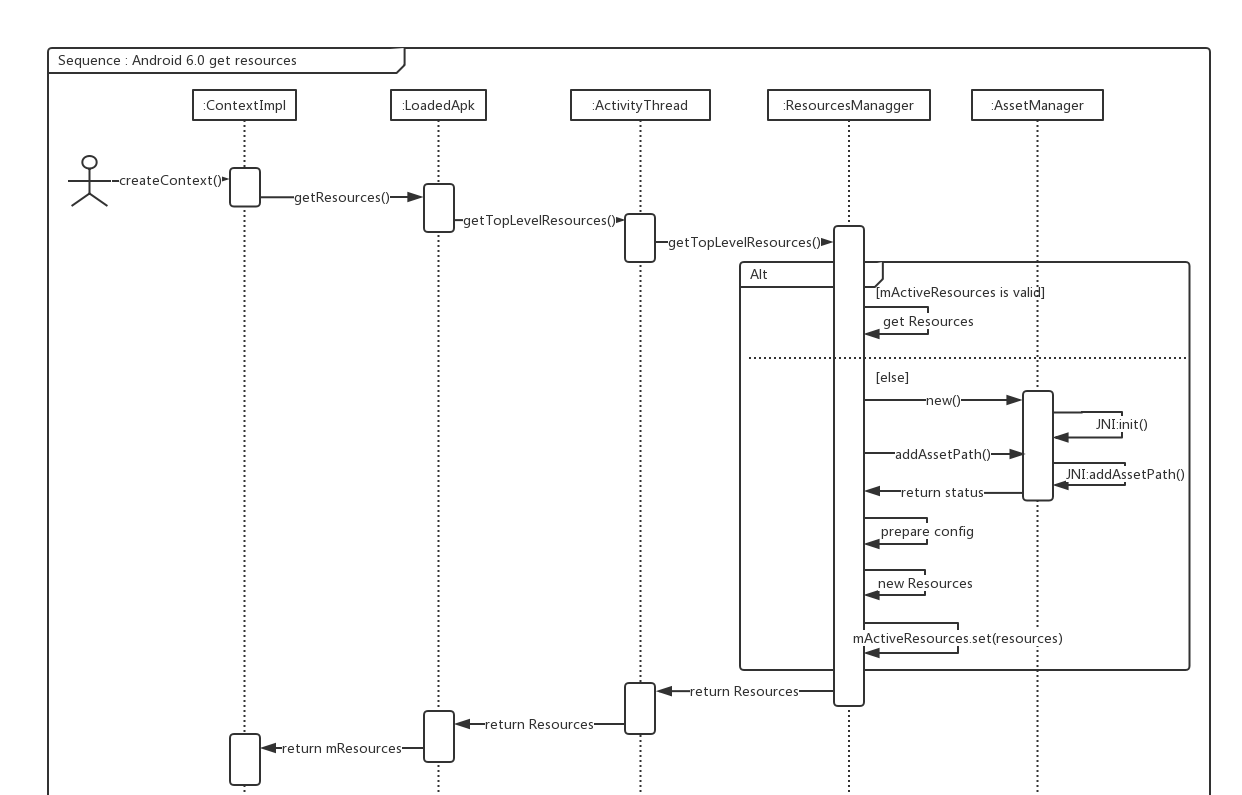 Sequence : Android 6.0 get resources
:ContextImpl
:LoadedApk
:ActivityThread
:ResourcesManagger
:AssetManager
createContext()
getResources()
getTopLevelResources()
getTopLevelResources()
Alt
[mActiveResources is valid]
get Resources
[else]
new()
JNI:init()
addAssetPath()
JNI:addAssetPath()
return status
prepare config
new Resources
mActiveResources.set(resources)
return Resources
return Resources
return mResources